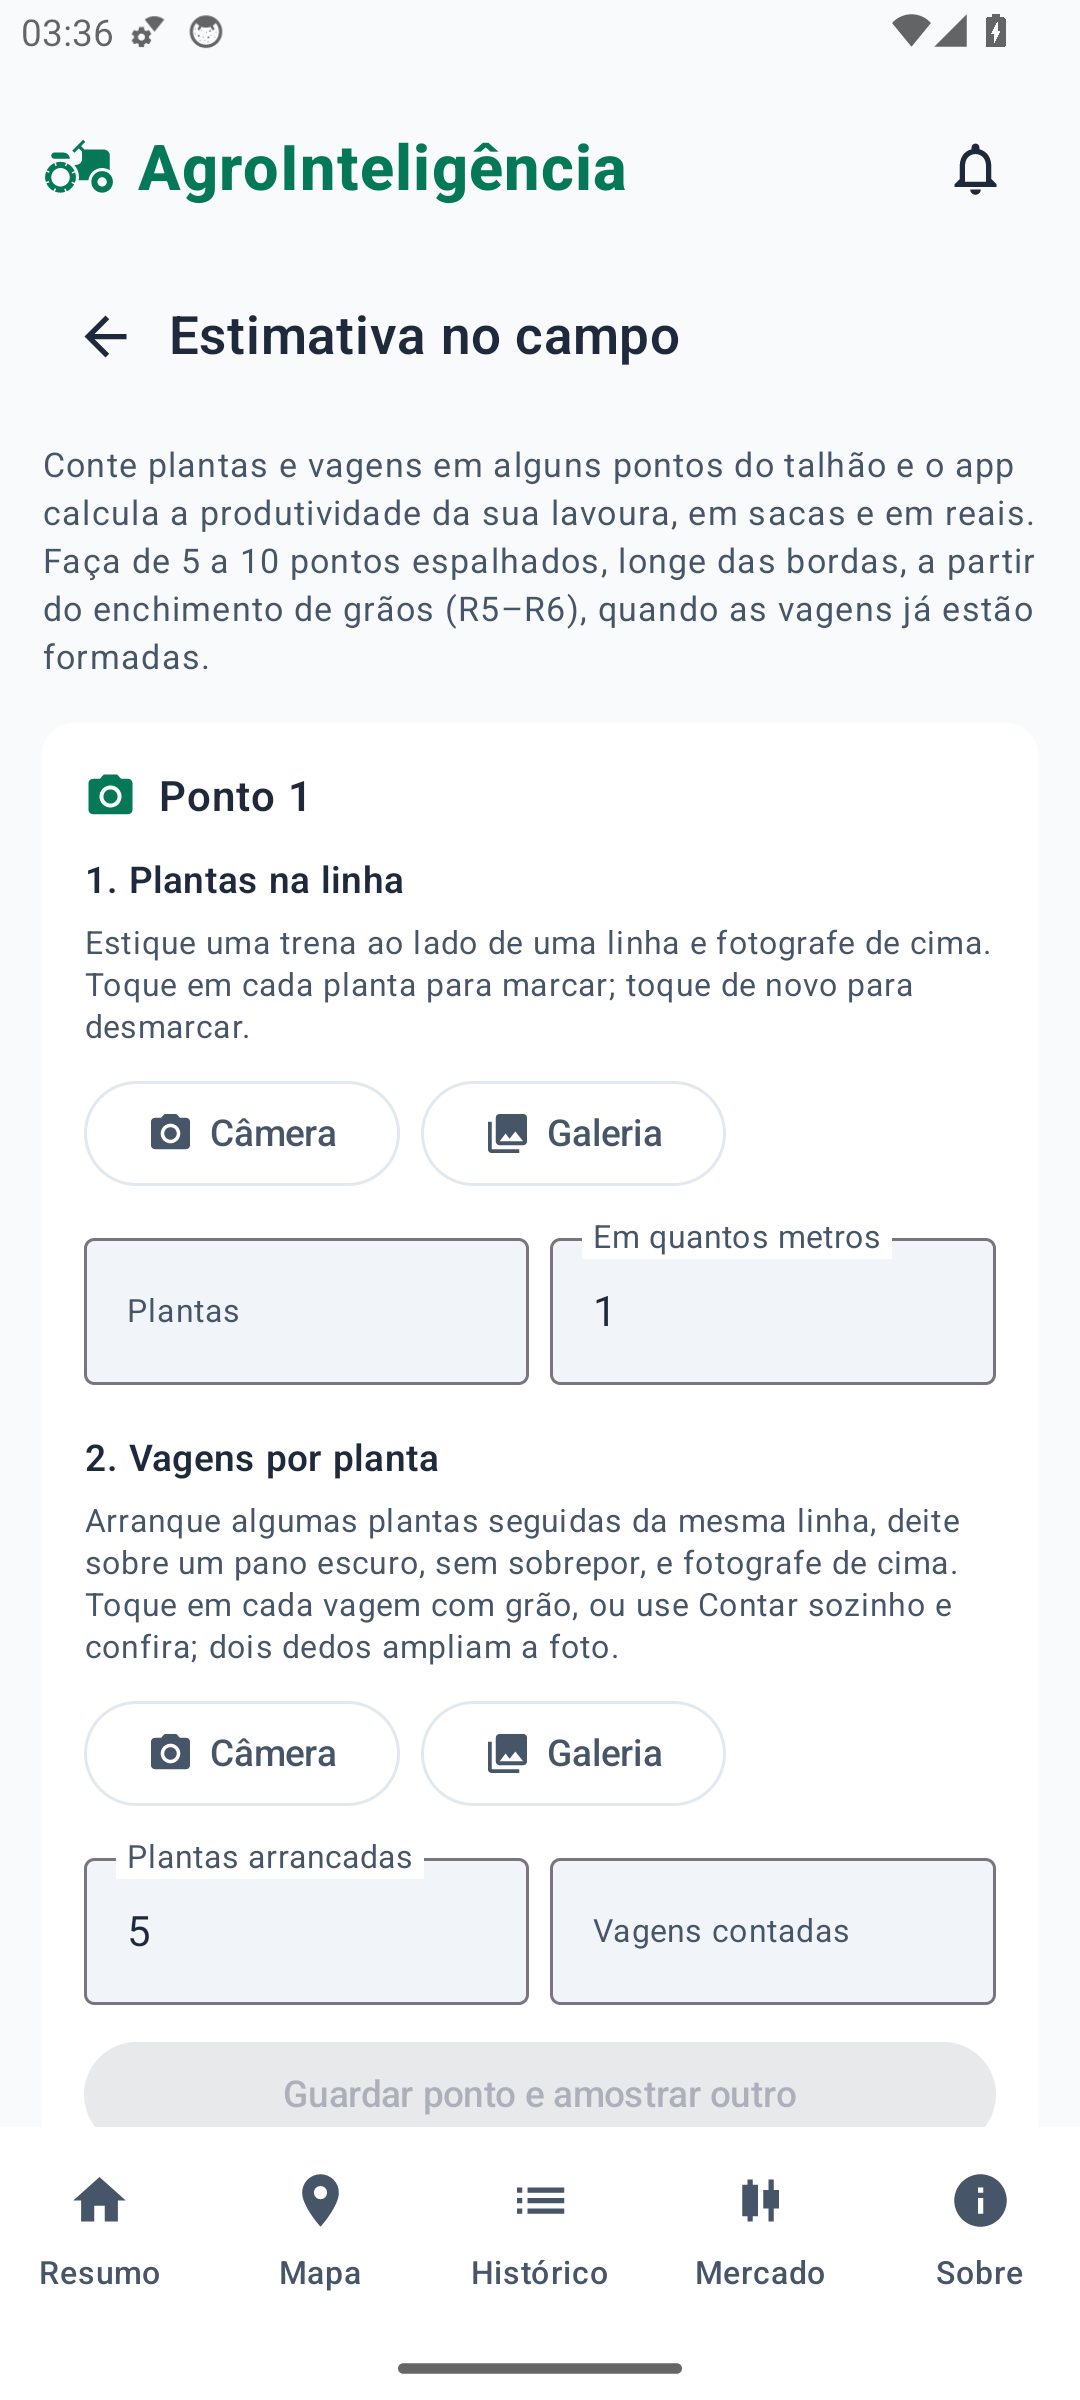 03:36
AgroInteligência
Estimativa no campo
Conte plantas e vagens em alguns pontos do talhão e o app
calcula a produtividade da sua lavoura, em sacas e em reais.
Faça de 5 a 10 pontos espalhados, longe das bordas, a partir
do enchimento de grãos (R5–R6), quando as vagens já estão
formadas.
Ponto 1
1. Plantas na linha
Estique uma trena ao lado de uma linha e fotografe de cima.
Toque em cada planta para marcar; toque de novo para
desmarcar.
Câmera Galeria
Em quantos metros
Plantas 1
2. Vagens por planta
Arranque algumas plantas seguidas da mesma linha, deite
sobre um pano escuro, sem sobrepor, e fotografe de cima.
Toque em cada vagem com grão, ou use Contar sozinho e
confira; dois dedos ampliam a foto.
Câmera Galeria
Plantas arrancadas
5 Vagens contadas
Guardar ponto e amostrar outro
Resumo Mapa Histórico Mercado Sobre